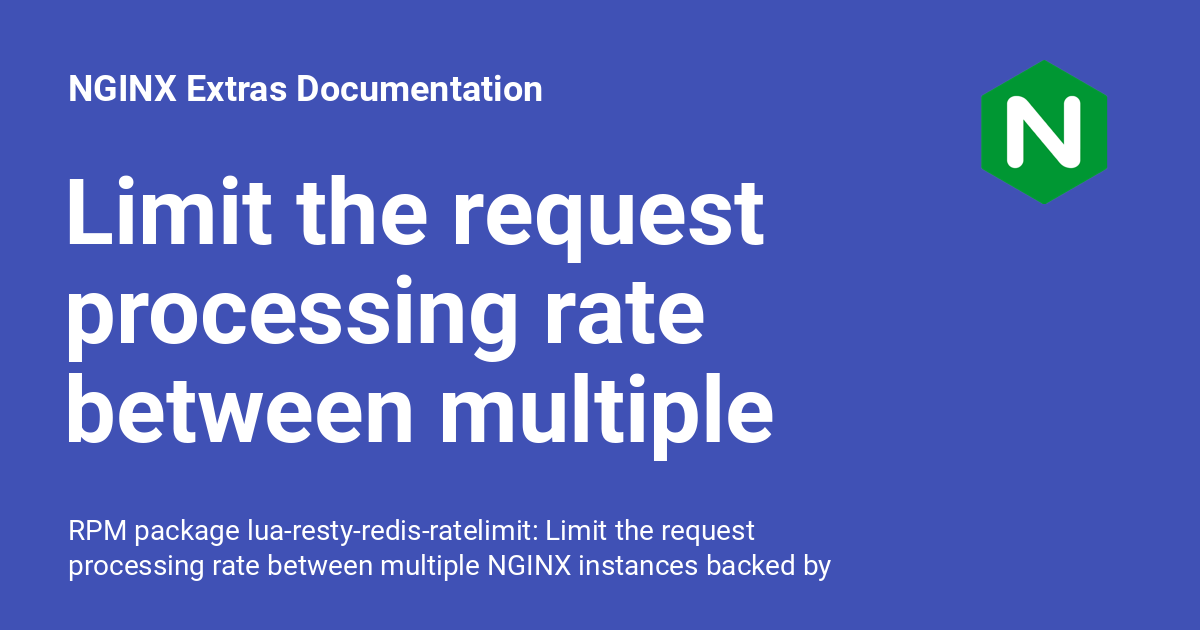 NGINX Extras Documentation
N
Limit the request
processing rate
between multiple
RPM package lua-resty-redis-ratelimit: Limit the request
processing rate between multiple NGINX instances backed by